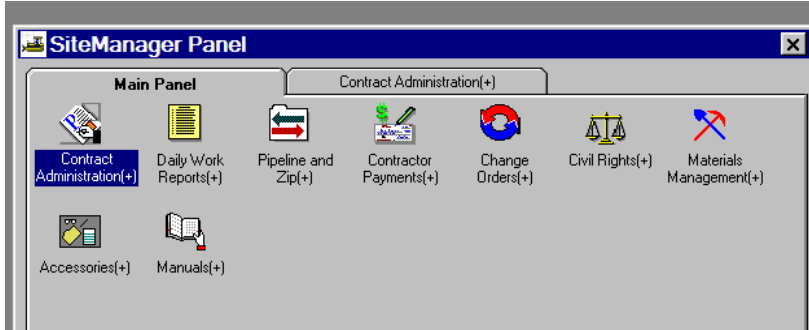 SiteManager Panel
Main Panel
Contract Administration(+)
Contract
Administration(+)
Daily Work
Reports(+)
Pipeline and
Zip(+)
Contractor
Payments(+)
Change
Orders(+)
Civil Rights(+)
Materials
Management(+)
Accessories(+)
Manuals(+)